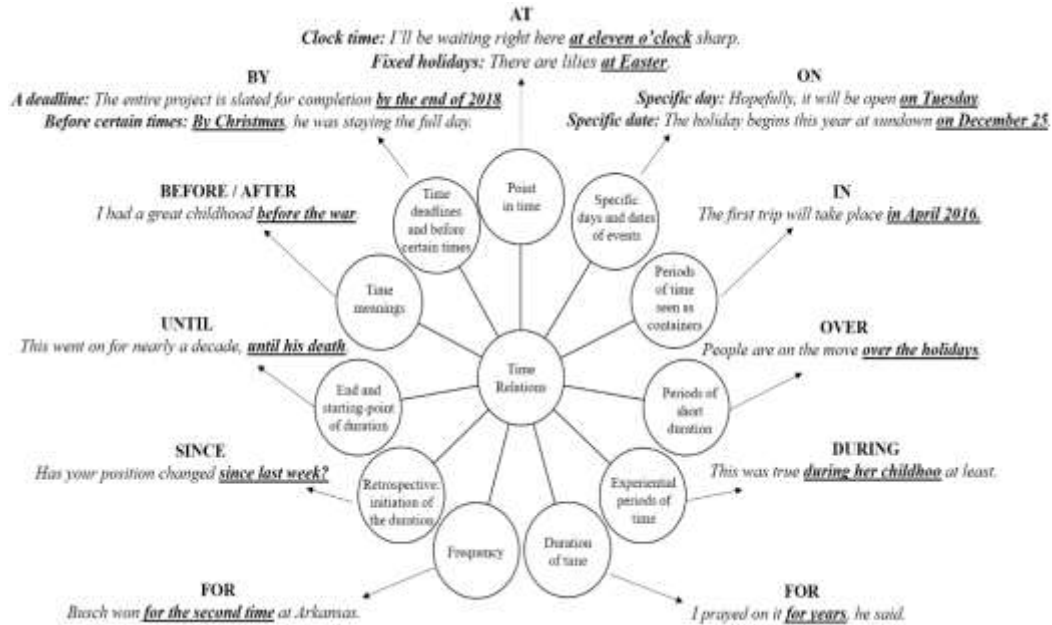 AT
Clock time: I'll be waiting right here at eleven o'clock sharp.
Fixed holidays: There are lilies at Easter.
BY
A deadline: The entire project is slated for completion by the end of 2018.
Before certain times: By Christmas, he was staying the full day.
ON
Specific day: Hopefully, it will be open on Tuesday.
Specific date: The holiday begins this year at sundown on December 25.
BEFORE / AFTER
I had a great childhood before the war.
IN
The first trip will take place in April 2016.
UNTIL
This went on for nearly a decade, until his death.
OVER
People are on the move over the holidays.
SINCE
Has your position changed since last week?
DURING
This was true during her childhoo at least.
FOR
Busch won for the second time at Arkansas.
FOR
I prayed on it for years, he said.
Time
Relations
Point
in time
Specific
days and dates
of events
Periods
of time
seen as
containers
Periods of
short
duration
Experiential
periods of
time
Duration
of time
Frequency
Retrospective:
initiation of
the duration
End and
starting-point
of duration
Time
meanings
Time
deadlines
and before
certain times